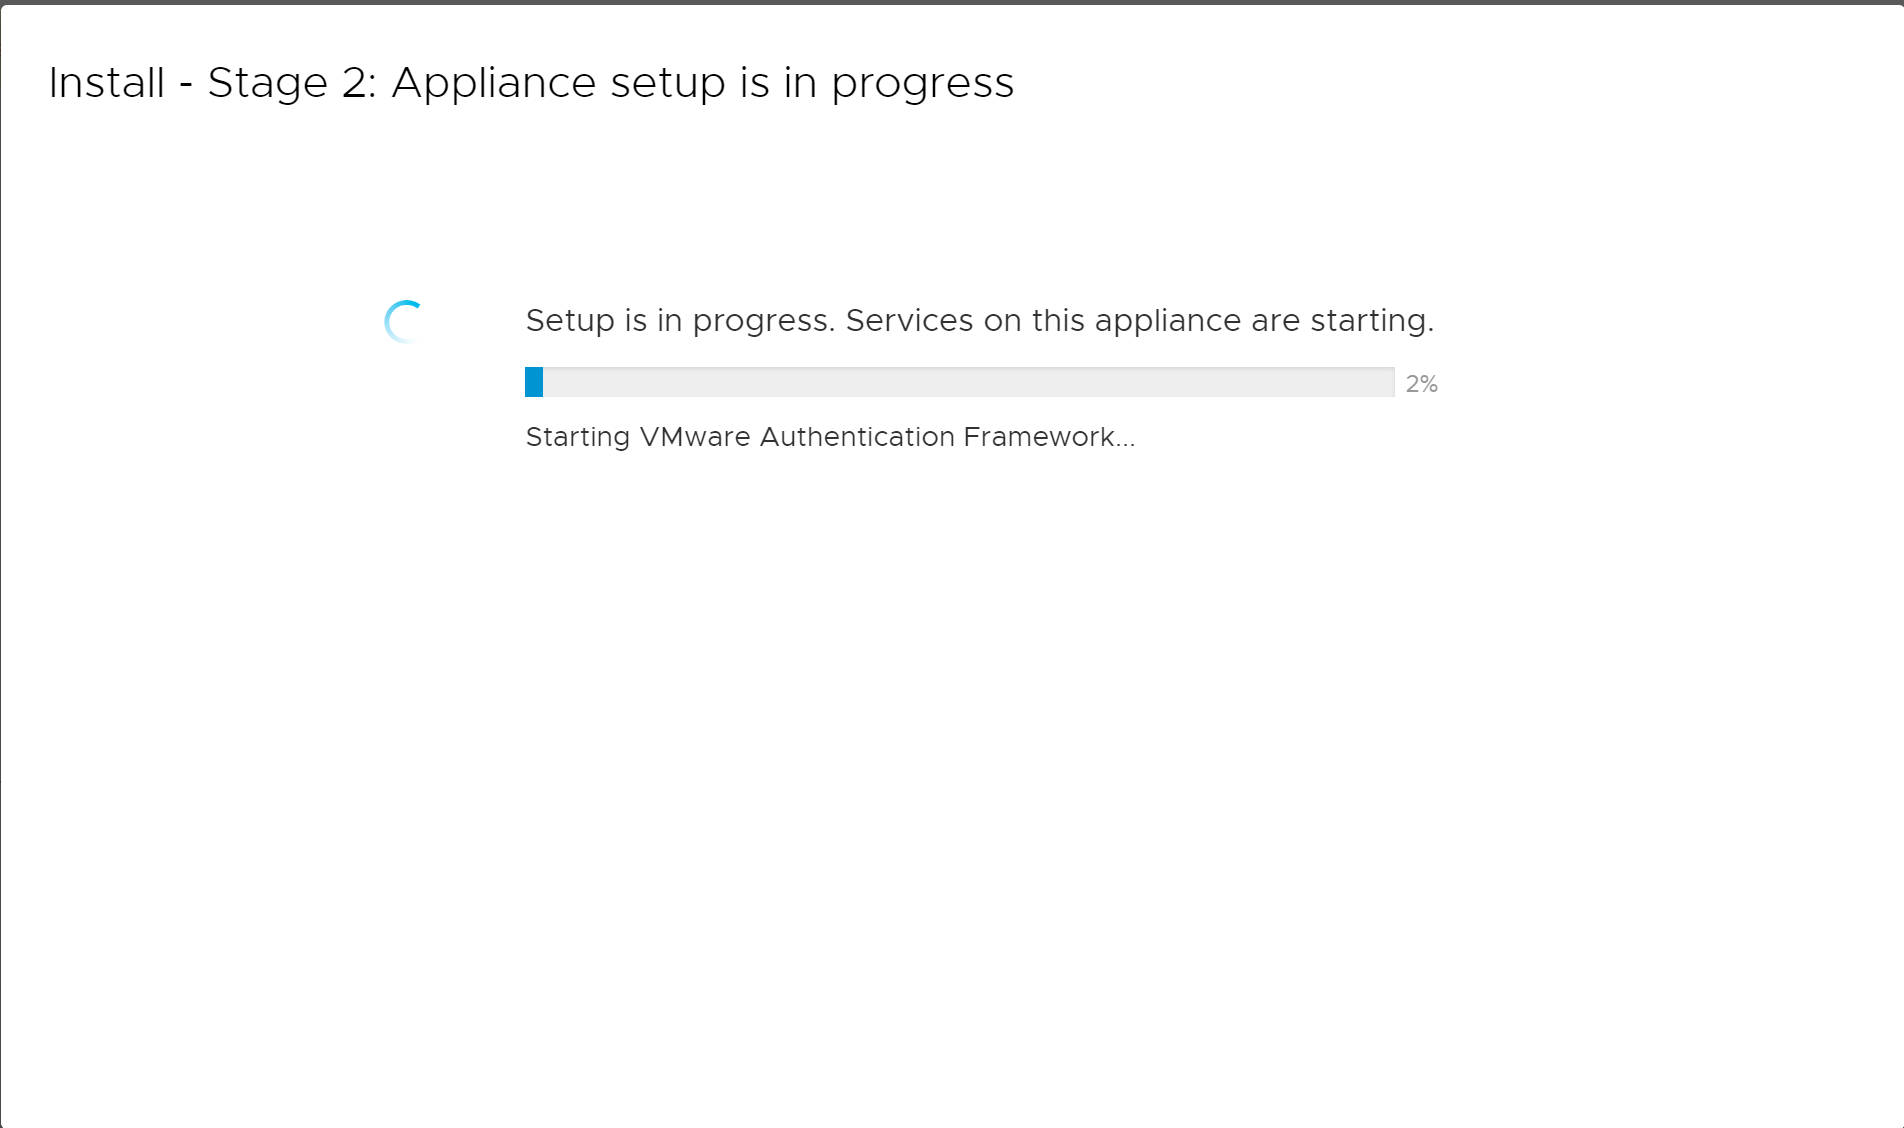 Install - Stage 2: Appliance setup is in progress
Setup is in progress. Services on this appliance are starting.
2%
Starting VMware Authentication Framework...